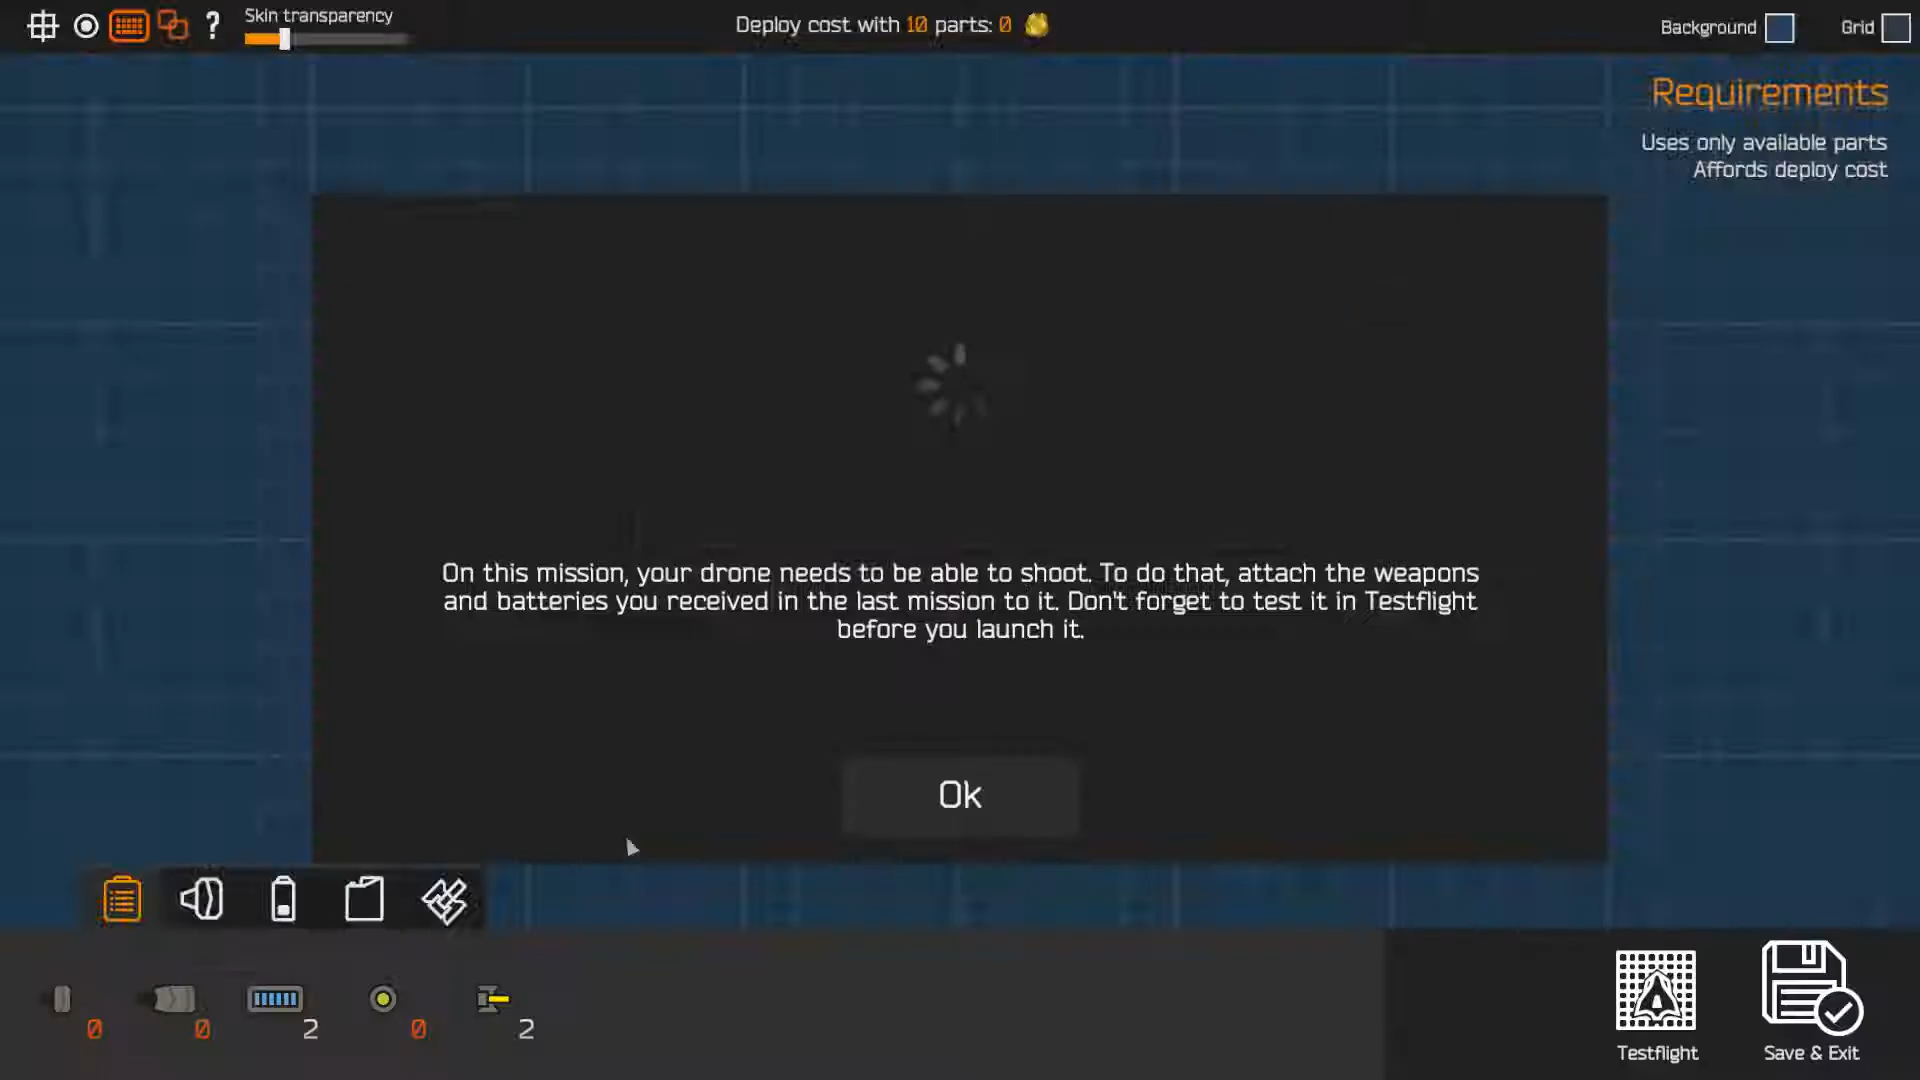 Skin transparency
Deploy cost with 10 parts: 0
Background
Grid
Requirements
Uses only available parts
Affords deploy cost
On this mission, your drone needs to be able to shoot. To do that, attach the weapons
and batteries you received in the last mission to it. Don't forget to test it in Testflight
before you launch it.
Ok
0
0
2
0
2
Testflight
Save & Exit